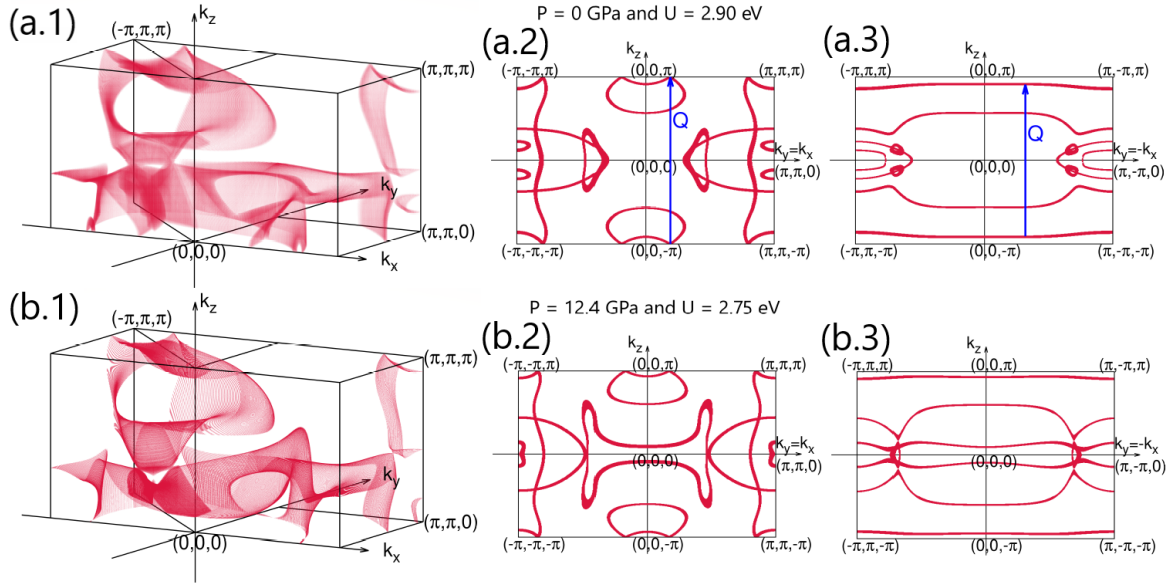 P = 0 GPa and U = 2.90 eV
(a.1)
k_z
(-π,π,π)
(π,π,π)
k_y
(π,π,0)
(0,0,0)
k_x
(a.2)
k_z
(-π,-π,π)
(0,0,π)
(π,π,π)
Q
k_y=k_x
(0,0,0)
(π,π,0)
(-π,-π,-π)
(0,0,-π)
(π,π,-π)
(a.3)
k_z
(-π,π,π)
(0,0,π)
(π,-π,π)
Q
k_y=-k_x
(0,0,0)
(π,-π,0)
(-π,π,-π)
(0,0,-π)
(π,-π,-π)
P = 12.4 GPa and U = 2.75 eV
(b.1)
k_z
(-π,π,π)
(π,π,π)
k_y
(π,π,0)
(0,0,0)
k_x
(b.2)
k_z
(-π,-π,π)
(0,0,π)
(π,π,π)
k_y=k_x
(0,0,0)
(π,π,0)
(-π,-π,-π)
(0,0,-π)
(π,π,-π)
(b.3)
k_z
(-π,π,π)
(0,0,π)
(π,-π,π)
k_y=-k_x
(0,0,0)
(π,-π,0)
(-π,π,-π)
(0,0,-π)
(π,-π,-π)